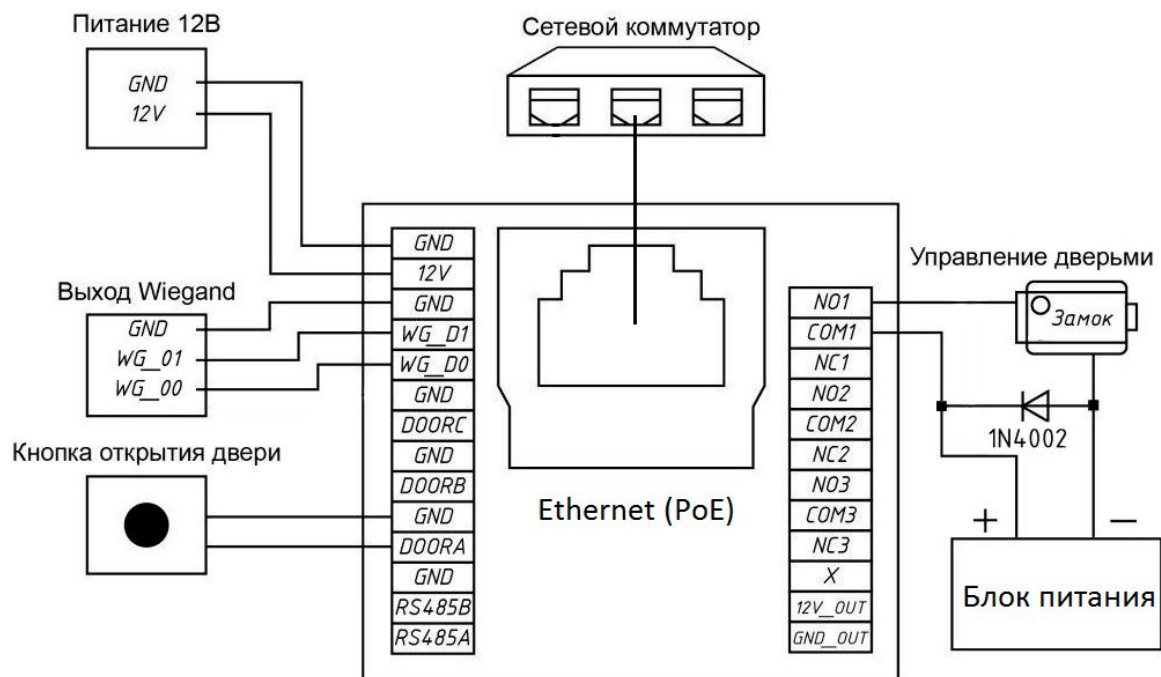 Питание 12В
GND
12V
Сетевой коммутатор
Выход Wiegand
GND
WG_01
WG_00
Кнопка открытия двери
GND
12V
GND
WG_D1
WG_D0
GND
DOORC
GND
DOORB
GND
DOORA
GND
RS485B
RS485A
Ethernet (PoE)
NO1
COM1
NC1
NO2
COM2
NC2
NO3
COM3
NC3
X
12V_OUT
GND_OUT
Управление дверьми
Замок
1N4002
+ −
Блок питания